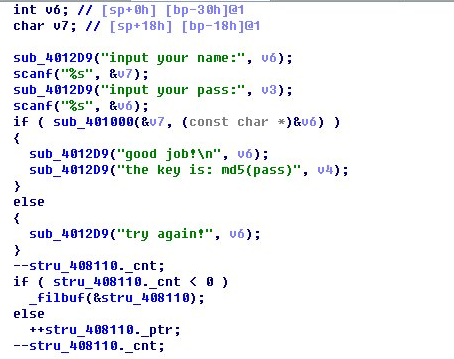 int v6; // [sp+0h] [bp-30h]@1
char v7; // [sp+18h] [bp-18h]@1
sub_4012D9("input your name:", v6);
scanf("%s", &v7);
sub_4012D9("input your pass:", v3);
scanf("%s", &v6);
if ( sub_401000(&v7, (const char *)&v6) )
{
sub_4012D9("good job!\n", v6);
sub_4012D9("the key is: md5(pass)", v4);
}
else
{
sub_4012D9("try again!", v6);
}
--stru_408110._cnt;
if ( stru_408110._cnt < 0 )
_filbuf(&stru_408110);
else
++stru_408110._ptr;
--stru_408110._cnt;